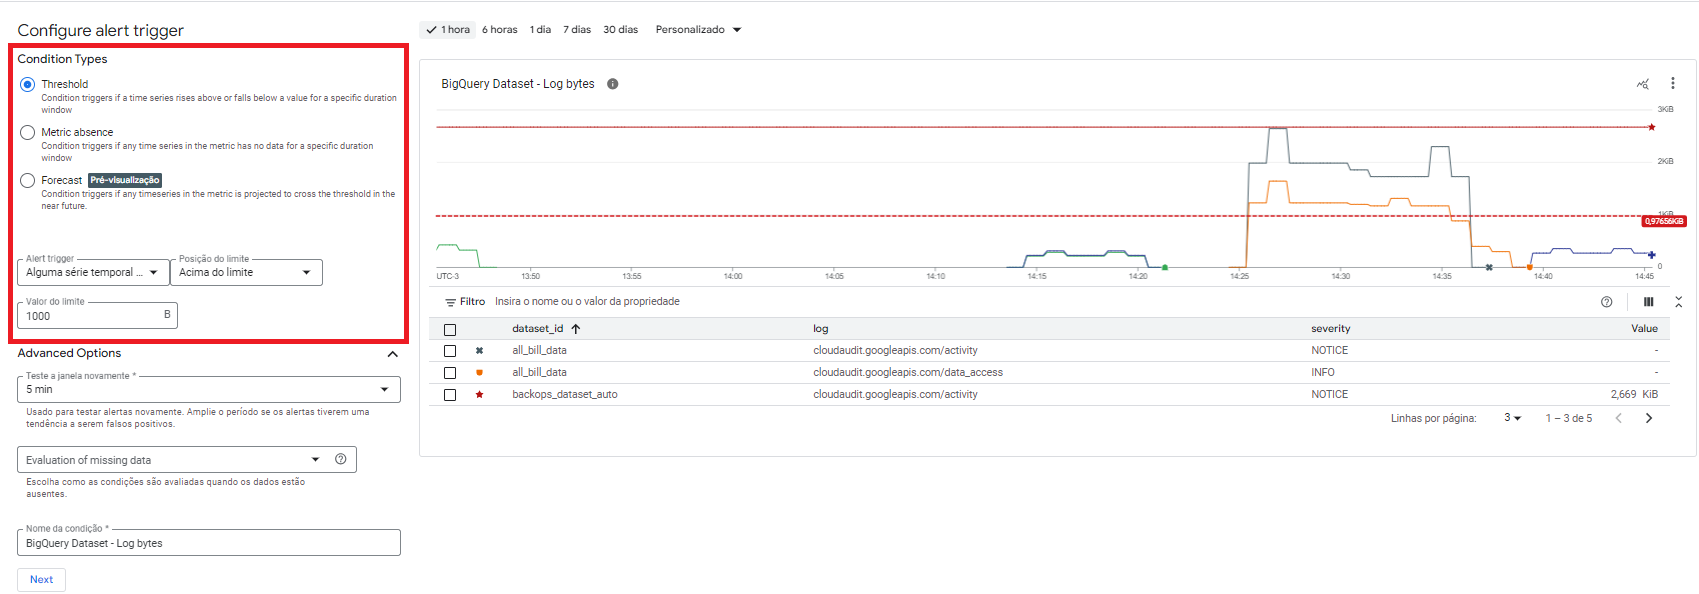 Configure alert trigger
Condition Types
Threshold
Condition triggers if a time series rises above or falls below a value for a specific duration
window
Metric absence
Condition triggers if any time series in the metric has no data for a specific duration
window
Forecast Pré-visualização
Condition triggers if any timeseries in the metric is projected to cross the threshold in the
near future.
Alert trigger
Alguma série temporal ...
Posição do limite
Acima do limite
Valor do limite
1000 B
Advanced Options
Teste a janela novamente *
5 min
Usado para testar alertas novamente. Amplie o período se os alertas tiverem uma
tendência a serem falsos positivos.
Evaluation of missing data
Escolha como as condições são avaliadas quando os dados estão
ausentes.
Nome da condição *
BigQuery Dataset - Log bytes
Next
1 hora 6 horas 1 dia 7 dias 30 dias Personalizado
BigQuery Dataset - Log bytes
3KiB
2KiB
1KiB
0,97656KiB
0
UTC-3 13:50 13:55 14:00 14:05 14:10 14:15 14:20 14:25 14:30 14:35 14:40 14:45
Filtro Insira o nome ou o valor da propriedade
dataset_id log severity Value
all_bill_data cloudaudit.googleapis.com/activity NOTICE -
all_bill_data cloudaudit.googleapis.com/data_access INFO -
backops_dataset_auto cloudaudit.googleapis.com/activity NOTICE 2,669 KiB
Linhas por página: 3 1 – 3 de 5